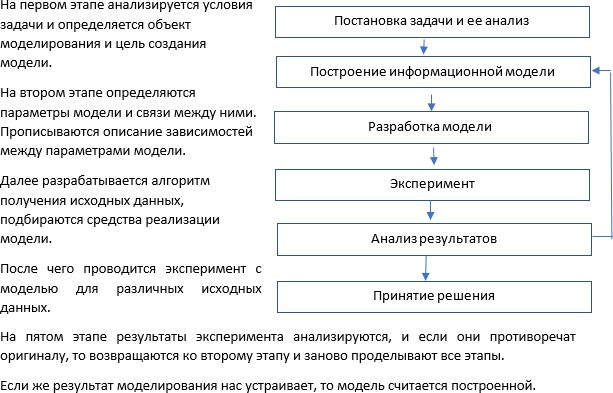 На первом этапе анализируется условия
задачи и определяется объект
моделирования и цель создания
модели.
На втором этапе определяются
параметры модели и связи между ними.
Прописываются описание зависимостей
между параметрами модели.
Далее разрабатывается алгоритм
получения исходных данных,
подбираются средства реализации
модели.
После чего проводится эксперимент с
моделью для различных исходных
данных.
Постановка задачи и ее анализ
Построение информационной модели
Разработка модели
Эксперимент
Анализ результатов
Принятие решения
На пятом этапе результаты эксперимента анализируются, и если они противоречат
оригиналу, то возвращаются ко второму этапу и заново проделывают все этапы.
Если же результат моделирования нас устраивает, то модель считается построенной.